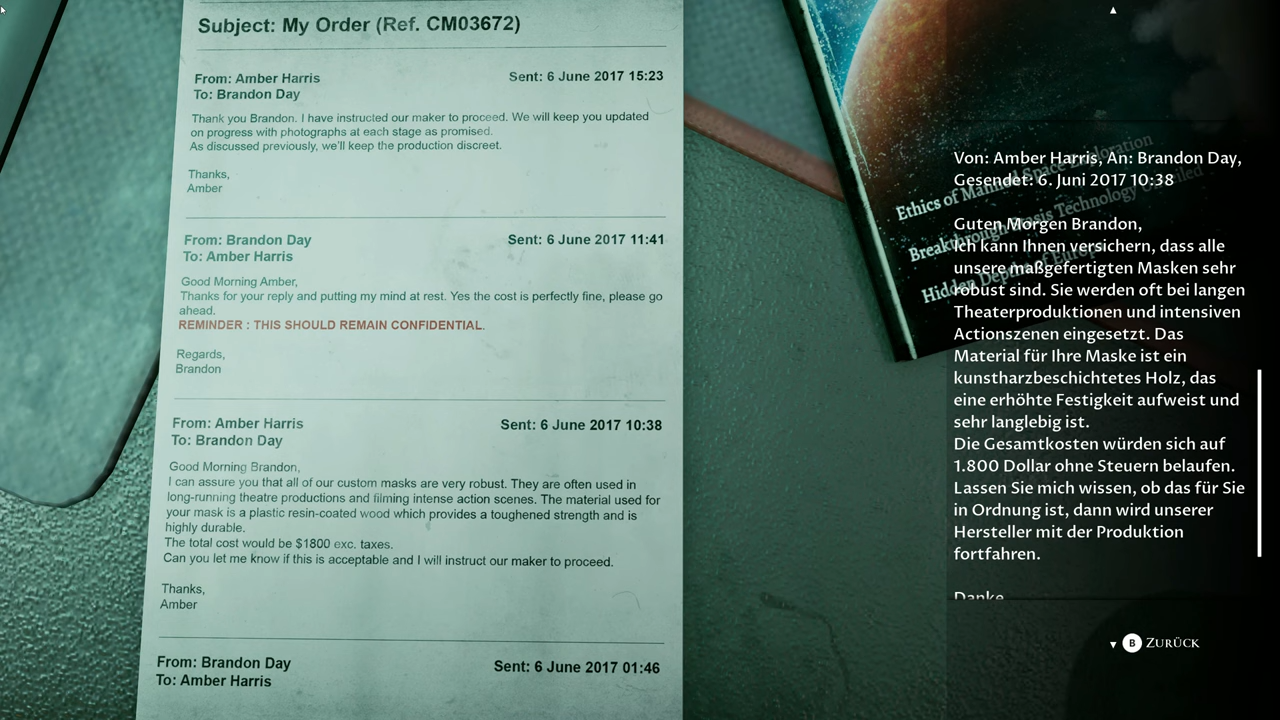 Subject: My Order (Ref. CM03672)
From: Amber Harris
Sent: 6 June 2017 15:23
To: Brandon Day
Thank you Brandon. I have instructed our maker to proceed. We will keep you updated
on progress with photographs at each stage as promised.
As discussed previously, we'll keep the production discreet.
Thanks,
Amber
From: Brandon Day
Sent: 6 June 2017 11:41
To: Amber Harris
Good Morning Amber,
Thanks for your reply and putting my mind at rest. Yes the cost is perfectly fine, please go
ahead.
REMINDER : THIS SHOULD REMAIN CONFIDENTIAL.
Regards,
Brandon
From: Amber Harris
Sent: 6 June 2017 10:38
To: Brandon Day
Good Morning Brandon,
I can assure you that all of our custom masks are very robust. They are often used in
long-running theatre productions and filming intense action scenes. The material used for
your mask is a plastic resin-coated wood which provides a toughened strength and is
highly durable.
The total cost would be $1800 exc. taxes.
Can you let me know if this is acceptable and I will instruct our maker to proceed.
Thanks,
Amber
From: Brandon Day
Sent: 6 June 2017 01:46
To: Amber Harris
Ethics of Manned Space Exploration
Breakthrough Technology
Hidden Depths of Europa
Von: Amber Harris, An: Brandon Day,
Gesendet: 6. Juni 2017 10:38
Guten Morgen Brandon,
Ich kann Ihnen versichern, dass alle
unsere maßgefertigten Masken sehr
robust sind. Sie werden oft bei langen
Theaterproduktionen und intensiven
Actionszenen eingesetzt. Das
Material für Ihre Maske ist ein
kunstharzbeschichtetes Holz, das
eine erhöhte Festigkeit aufweist und
sehr langlebig ist.
Die Gesamtkosten würden sich auf
1.800 Dollar ohne Steuern belaufen.
Lassen Sie mich wissen, ob das für Sie
in Ordnung ist, dann wird unserer
Hersteller mit der Produktion
fortfahren.
Danke
B ZURÜCK